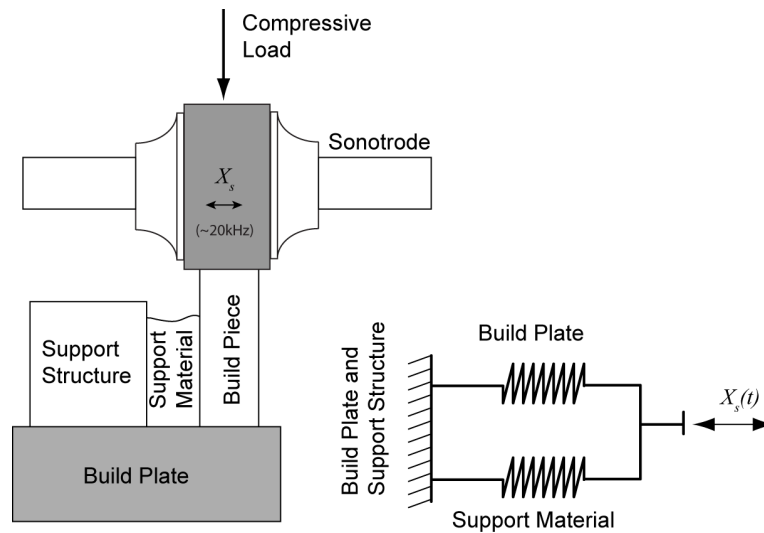 Compressive
Load
Sonotrode
Xs
(~20kHz)
Support
Structure
Support
Material
Build Piece
Build Plate
Build Plate and
Support Structure
Build Plate
Xs(t)
Support Material